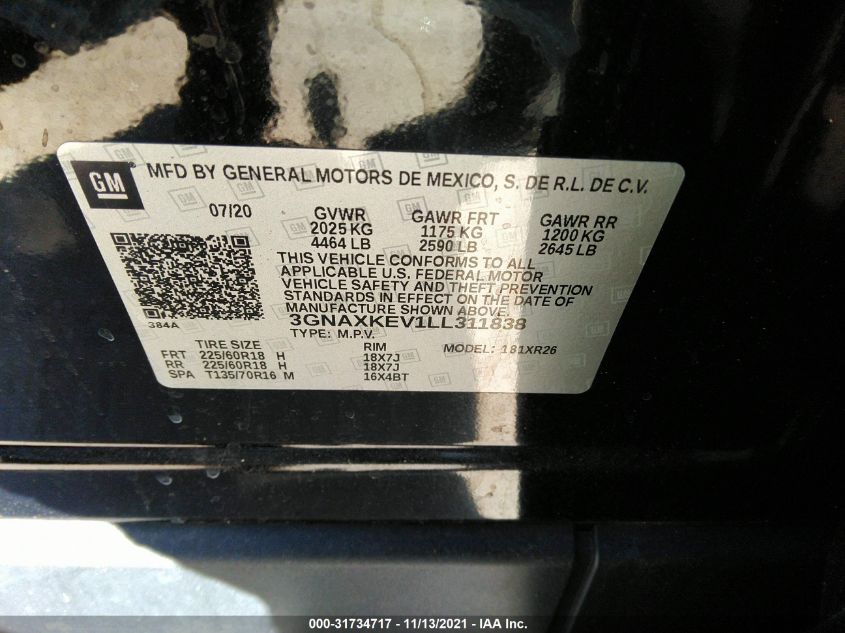 GM MFD BY GENERAL MOTORS DE MEXICO, S. DE R.L. DE C.V.
07/20 GVWR GAWR FRT GAWR RR
2025 KG 1175 KG 1200 KG
4464 LB 2590 LB 2645 LB
THIS VEHICLE CONFORMS TO ALL
APPLICABLE U.S. FEDERAL MOTOR
VEHICLE SAFETY AND THEFT PREVENTION
STANDARDS IN EFFECT ON THE DATE OF
MANUFACTURE SHOWN ABOVE.
384A 3GNAXKEV1LL311838
TYPE: M.P.V. MODEL: 181XR26
TIRE SIZE RIM
FRT 225/60R18 H 18X7J
RR 225/60R18 H 18X7J
SPA T135/70R16 M 16X4BT
000-31734717 - 11/13/2021 - IAA Inc.